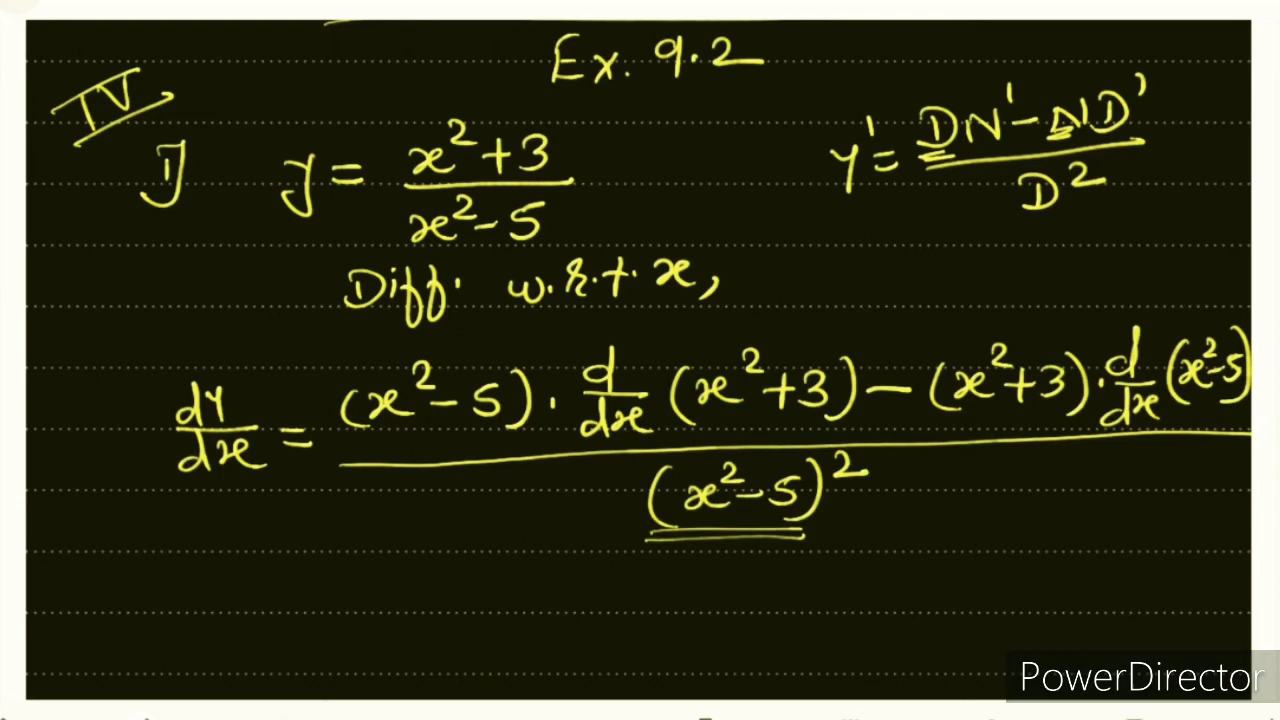 Ex. 9.2
IV
1) y = x²+3 / x²-5
y' = DN' - ND' / D²
Diff. w.r.t. x,
dy/dx = (x²-5). d/dx (x²+3) - (x²+3). d/dx (x²-5) / (x²-5)²
PowerDirector